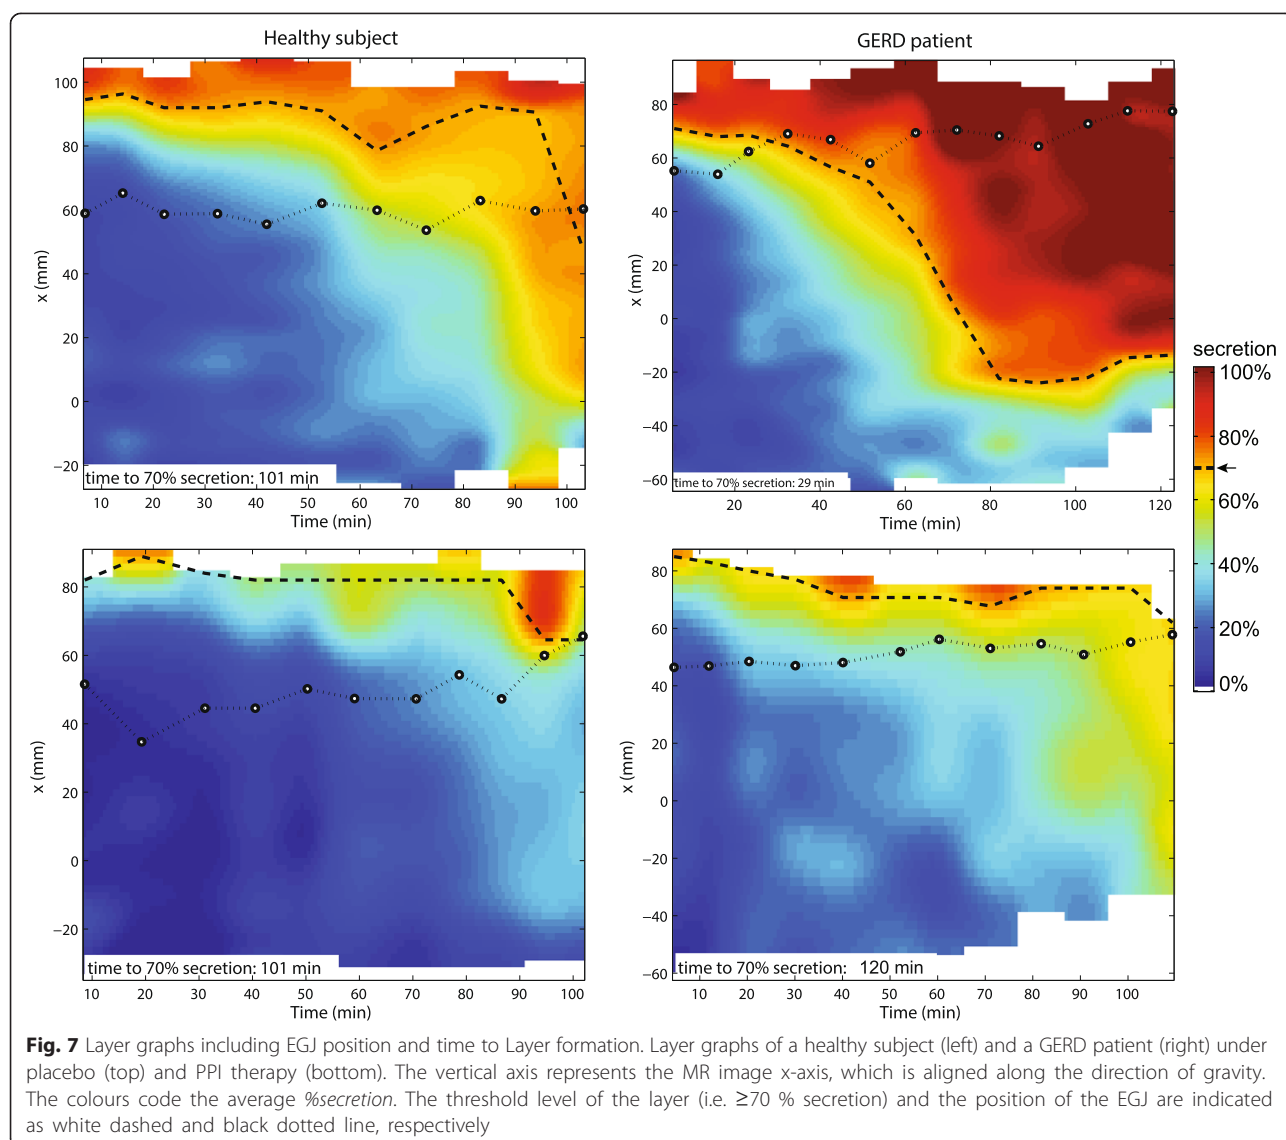 Healthy subject
GERD patient
x (mm)
100
80
60
40
20
0
−20
time to 70% secretion: 101 min
10 20 30 40 50 60 70 80 90 100
Time (min)
x (mm)
80
60
40
20
0
−20
−40
−60
time to 70% secretion: 29 min
20 40 60 80 100 120
Time (min)
secretion
100%
80%
60%
40%
20%
0%
x (mm)
80
60
40
20
0
−20
time to 70% secretion: 101 min
10 20 30 40 50 60 70 80 90 100
Time (min)
x (mm)
80
60
40
20
0
−20
−40
−60
time to 70% secretion: 120 min
10 20 30 40 50 60 70 80 90 100
Time (min)
Fig. 7 Layer graphs including EGJ position and time to Layer formation. Layer graphs of a healthy subject (left) and a GERD patient (right) under
placebo (top) and PPI therapy (bottom). The vertical axis represents the MR image x-axis, which is aligned along the direction of gravity.
The colours code the average %secretion. The threshold level of the layer (i.e. ≥70 % secretion) and the position of the EGJ are indicated
as white dashed and black dotted line, respectively